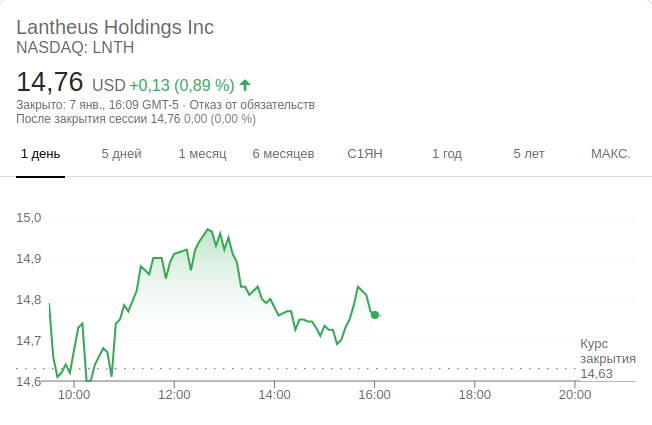 Lantheus Holdings Inc
NASDAQ: LNTH
14,76 USD +0,13 (0,89 %)
Закрыто: 7 янв., 16:09 GMT-5 · Отказ от обязательств
После закрытия сессии 14,76 0,00 (0,00 %)
1 день 5 дней 1 месяц 6 месяцев С1ЯН 1 год 5 лет МАКС.
15,0
14,9
14,8
14,7
Курс
закрытия
14,63
14,6
10:00 12:00 14:00 16:00 18:00 20:00